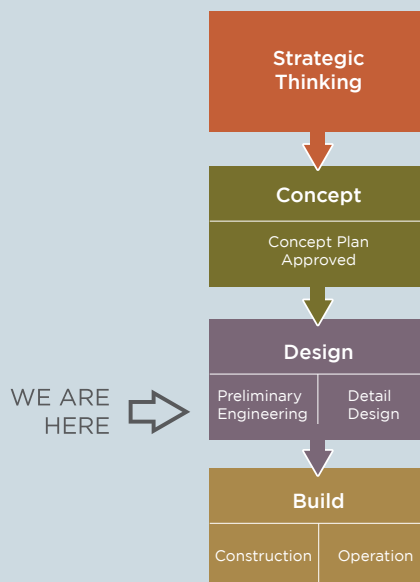 Strategic
Thinking
Concept
Concept Plan
Approved
Design
WE ARE
HERE
Preliminary
Engineering
Detail
Design
Build
Construction
Operation